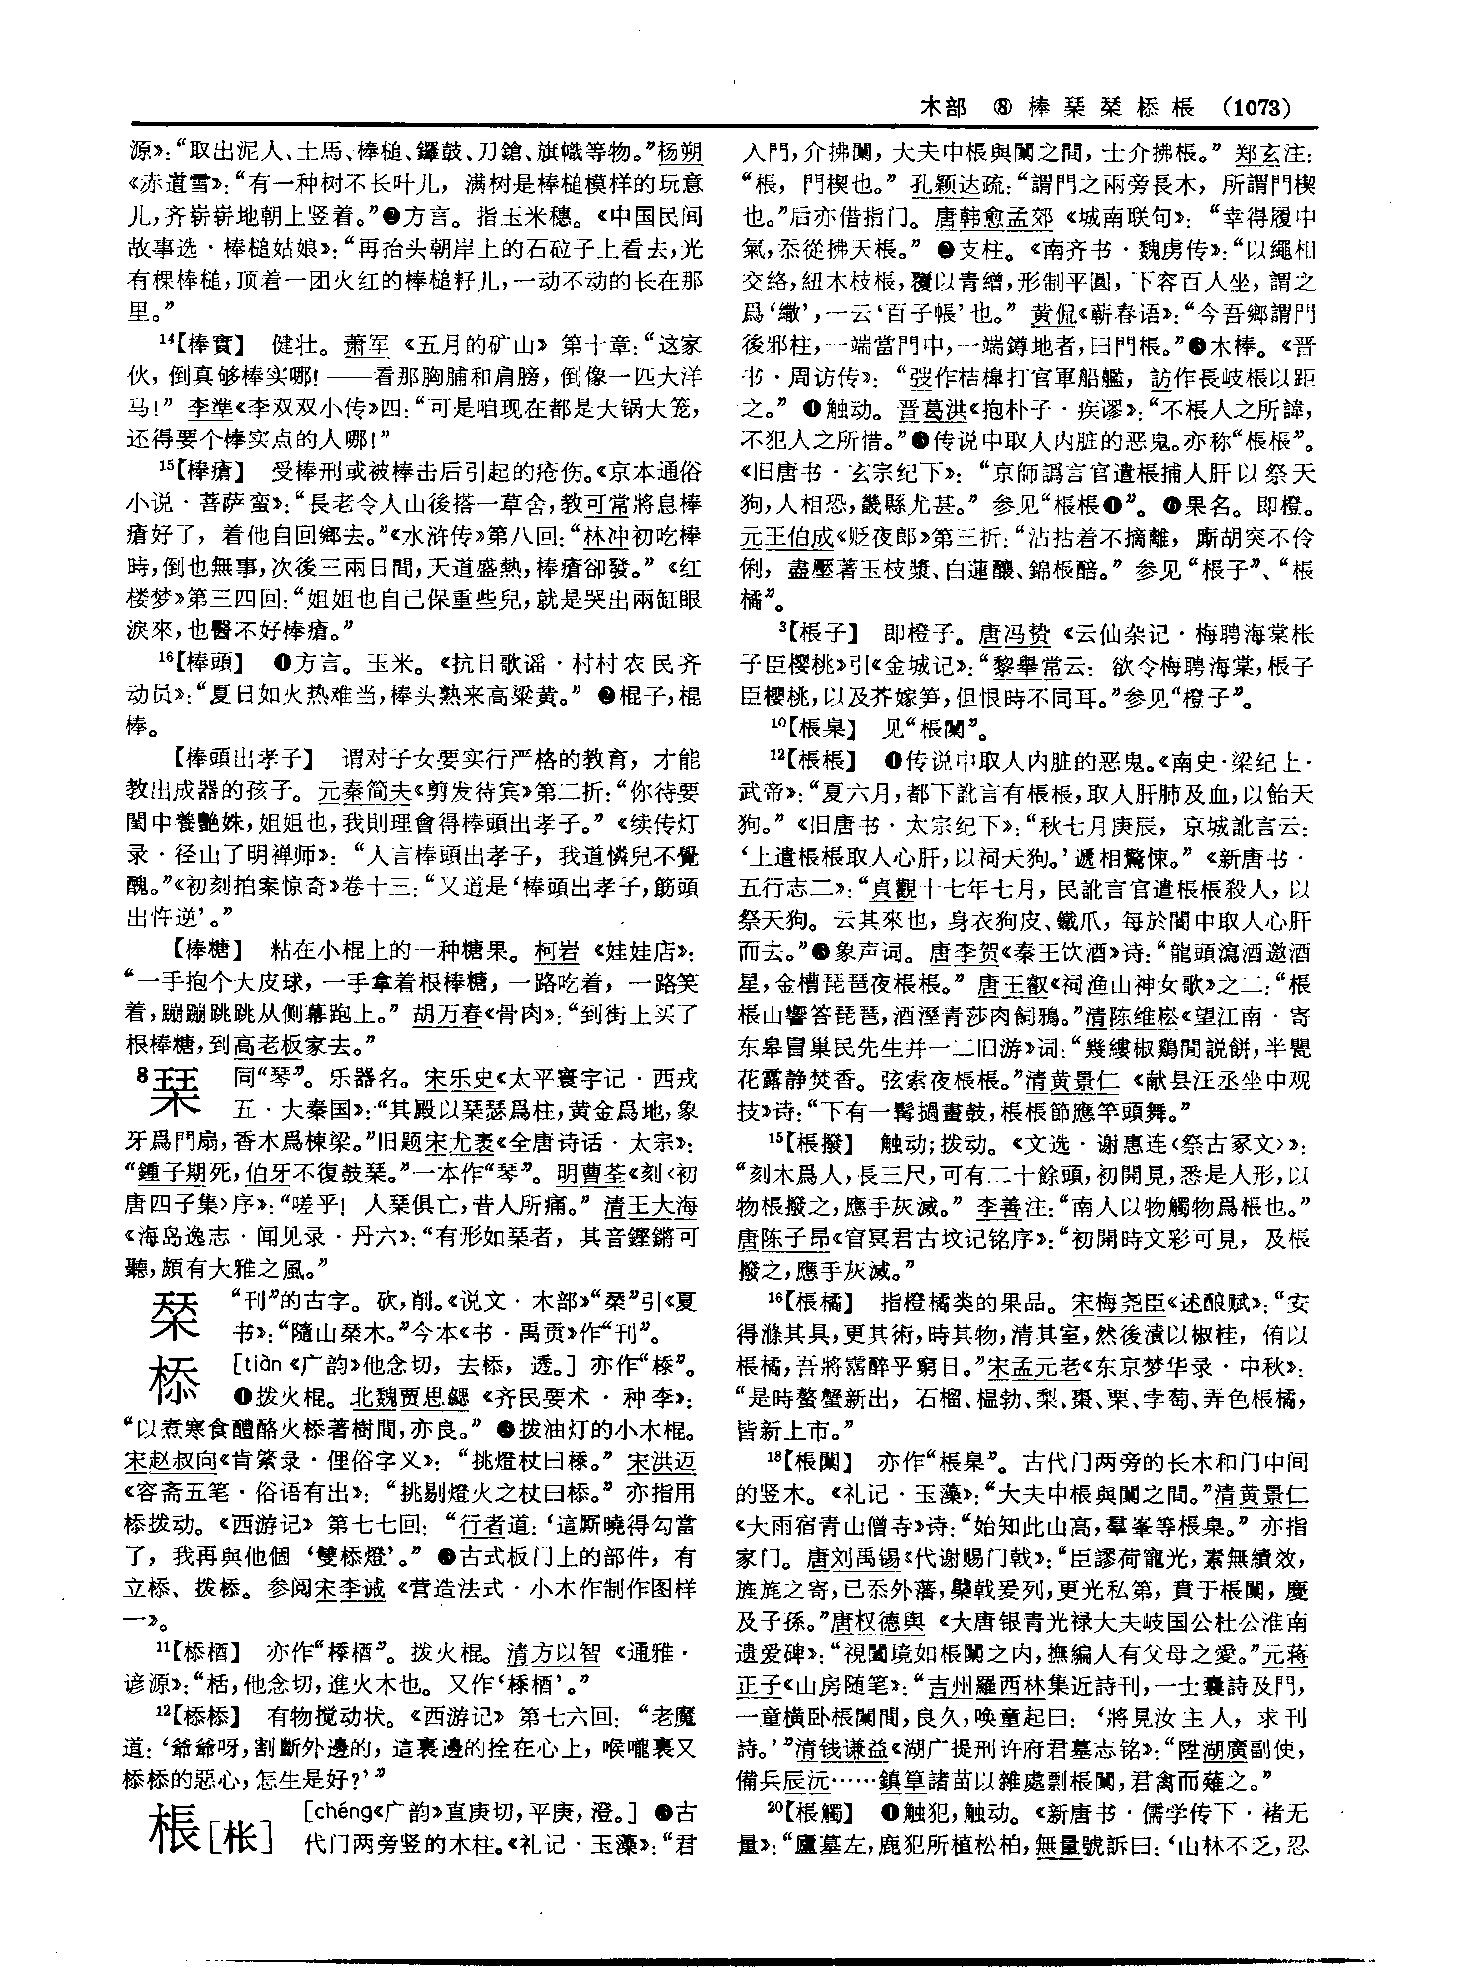 木部 ⑧ 棒 琹 栞 㮇 棖 (1073)
源》：“取出泥人、土馬、棒槌、鑼鼓、刀鎗、旗幟等物。”杨朔
《赤道雪》：“有一种树不长叶儿，满树是棒槌模样的玩意
儿，齐崭崭地朝上竖着。”❷方言。指玉米穗。《中国民间
故事选·棒槌姑娘》：“再抬头朝岸上的石砬子上看去，光
有棵棒槌，顶着一团火红的棒槌籽儿，一动不动的长在那
里。”
14【棒實】 健壮。萧军《五月的矿山》第十章：“这家
伙，倒真够棒实哪！——看那胸脯和肩膀，倒像一匹大洋
马！”李準《李双双小传》四：“可是咱现在都是大锅大笼，
还得要个棒实点的人哪！”
15【棒瘡】 受棒刑或被棒击后引起的疮伤。《京本通俗
小说·菩萨蛮》：“長老令人山後搭一草舍，教可常將息棒
瘡好了，着他自回鄉去。”《水浒传》第八回：“林冲初吃棒
時，倒也無事，次後三兩日間，天道盛熱，棒瘡卻發。”《红
楼梦》第三四回：“姐姐也自己保重些兒，就是哭出兩缸眼
淚來，也醫不好棒瘡。”
16【棒頭】 ❶方言。玉米。《抗日歌谣·村村农民齐
动员》：“夏日如火热难当，棒头熟来高粱黄。”❷棍子，棍
棒。
【棒頭出孝子】 谓对子女要实行严格的教育，才能
教出成器的孩子。元秦简夫《剪发待宾》第二折：“你待要
閨中養艷姝，姐姐也，我則理會得棒頭出孝子。”《续传灯
录·径山了明禅师》：“人言棒頭出孝子，我道憐兒不覺
醜。”《初刻拍案惊奇》卷十三：“又道是‘棒頭出孝子，筯頭
出忤逆’。”
【棒糖】 粘在小棍上的一种糖果。柯岩《娃娃店》：
“一手抱个大皮球，一手拿着根棒糖，一路吃着，一路笑
着，蹦蹦跳跳从侧幕跑上。”胡万春《骨肉》：“到街上买了
根棒糖，到高老板家去。”
8琹 同“琴”。乐器名。宋乐史《太平寰宇记·西戎
五·大秦国》：“其殿以琹瑟爲柱，黄金爲地，象
牙爲門扇，香木爲棟梁。”旧题宋尤袤《全唐诗话·太宗》：
“鍾子期死，伯牙不復鼓琹。”一本作“琴”。明曹荃《刻〈初
唐四子集〉序》：“嗟乎！人琹俱亡，昔人所痛。”清王大海
《海岛逸志·闻见录·丹六》：“有形如琹者，其音鏗鏘可
聽，頗有大雅之風。”
栞 “刊”的古字。砍，削。《说文·木部》“栞”引《夏
书》：“隨山栞木。”今本《书·禹贡》作“刊”。
㮇 [tiàn《广韵》他念切，去㮇，透。] 亦作“㮇”。
❶拨火棍。北魏贾思勰《齐民要术·种李》：
“以煮寒食醴酪火㮇著樹間，亦良。”❷拨油灯的小木棍。
宋赵叔向《肯綮录·俚俗字义》：“挑燈杖曰㮇。”宋洪迈
《容斋五笔·俗语有出》：“挑剔燈火之杖曰㮇。”亦指用
㮇拨动。《西游记》第七七回：“行者道：‘這厮曉得勾當
了，我再與他個‘雙㮇燈’。”❸古式板门上的部件，有
立㮇、拨㮇。参阅宋李诫《营造法式·小木作制作图样
一》。
11【㮇栖】 亦作“㮇栖”。拨火棍。清方以智《通雅·
谚源》：“栝，他念切，進火木也。又作‘㮇栖’。”
12【㮇㮇】 有物搅动状。《西游记》第七六回：“老魔
道：‘爺爺呀，割斷外邊的，這裏邊的拴在心上，喉嚨裏又
㮇㮇的惡心，怎生是好？’”
棖[枨] [chéng《广韵》直庚切，平庚，澄。] ❶古
代门两旁竖的木柱。《礼记·玉藻》：“君
入門，介拂闑，大夫中棖與闑之間，士介拂棖。”郑玄注：
“棖，門楔也。”孔颖达疏：“謂門之兩旁長木，所謂門楔
也。”后亦借指门。唐韩愈孟郊《城南联句》：“幸得履中
氣，忝從拂天棖。”❷支柱。《南齐书·魏虏传》：“以繩相
交络，紐木枝棖，覆以青繒，形制平圓，下容百人坐，謂之
爲‘繖’，一云‘百子帳’也。”黄侃《蕲春语》：“今吾鄉謂門
後邪柱，一端當門中，一端鐏地者，曰門棖。”❸木棒。《晋
书·周访传》：“弢作桔橰打官軍船艦，訪作長岐棖以距
之。”❹触动。晋葛洪《抱朴子·疾谬》：“不棖人之所諱，
不犯人之所惜。”❺传说中取人内脏的恶鬼。亦称“棖棖”。
《旧唐书·玄宗纪下》：“京師訛言官遣棖捕人肝以祭天
狗，人相恐，畿縣尤甚。”参见“棖棖❶”。❻果名。即橙。
元王伯成《贬夜郎》第三折：“沾拈着不摘離，厮胡突不伶
俐，盡壓著玉枝漿、白蓮釀、錦棖醅。”参见“棖子”、“棖
橘”。
3【棖子】 即橙子。唐冯贽《云仙杂记·梅聘海棠枨
子臣樱桃》引《金城记》：“黎舉常云：欲令梅聘海棠，棖子
臣櫻桃，以及芥嫁笋，但恨時不同耳。”参见“橙子”。
10【棖臬】 见“棖闑”。
12【棖棖】 ❶传说中取人内脏的恶鬼。《南史·梁纪上·
武帝》：“夏六月，都下訛言有棖棖，取人肝肺及血，以飴天
狗。”《旧唐书·太宗纪下》：“秋七月庚辰，京城訛言云：
‘上遣棖棖取人心肝，以祠天狗。’遞相驚悚。”《新唐书·
五行志二》：“貞觀十七年七月，民訛言官遣棖棖殺人，以
祭天狗。云其來也，身衣狗皮、鐵爪，每於闇中取人心肝
而去。”❷象声词。唐李贺《秦王饮酒》诗：“龍頭瀉酒邀酒
星，金槽琵琶夜棖棖。”唐王叡《祠渔山神女歌》之二：“棖
棖山響答琵琶，酒溼青莎肉飼鴉。”清陈维崧《望江南·寄
东皋冒巢民先生并一二旧游》词：“幾縷椒鷄閒説餅，半甖
花露静焚香。弦索夜棖棖。”清黄景仁《献县汪丞坐中观
技》诗：“下有一髯撾畫鼓，棖棖節應竿頭舞。”
15【棖撥】 触动；拨动。《文选·谢惠连〈祭古冢文〉》：
“刻木爲人，長三尺，可有二十餘頭，初開見，悉是人形，以
物棖撥之，應手灰滅。”李善注：“南人以物觸物爲棖也。”
唐陈子昂《官冥君古坟记铭序》：“初開時文彩可見，及棖
撥之，應手灰滅。”
16【棖橘】 指橙橘类的果品。宋梅尧臣《述酿赋》：“安
得滌其具，更其術，時其物，清其室，然後漬以椒桂，侑以
棖橘，吾將霑醉乎窮日。”宋孟元老《东京梦华录·中秋》：
“是時螯蟹新出，石榴、榲勃、梨、棗、栗、孛萄、弄色棖橘，
皆新上市。”
18【棖闑】 亦作“棖臬”。古代门两旁的长木和门中间
的竖木。《礼记·玉藻》：“大夫中棖與闑之間。”清黄景仁
《大雨宿青山僧寺》诗：“始知此山高，羣峯等棖臬。”亦指
家门。唐刘禹锡《代谢赐门戟》：“臣謬荷寵光，素無績效，
旌旄之寄，已忝外藩，棨戟爰列，更光私第，賁于棖闑，慶
及子孫。”唐权德舆《大唐银青光禄大夫岐国公杜公淮南
遗爱碑》：“視闔境如棖闑之内，撫編人有父母之愛。”元蒋
正子《山房随笔》：“吉州羅西林集近詩刊，一士囊詩及門，
一童橫卧棖闑間，良久，唤童起曰：‘將見汝主人，求刊
詩。’”清钱谦益《湖广提刑许府君墓志铭》：“陞湖廣副使，
備兵辰沅……鎮筸諸苗以雜處剽棖闑，君禽而薙之。”
20【棖觸】 ❶触犯，触动。《新唐书·儒学传下·褚无
量》：“廬墓左，鹿犯所植松柏，無量號訴曰：‘山林不乏，忍